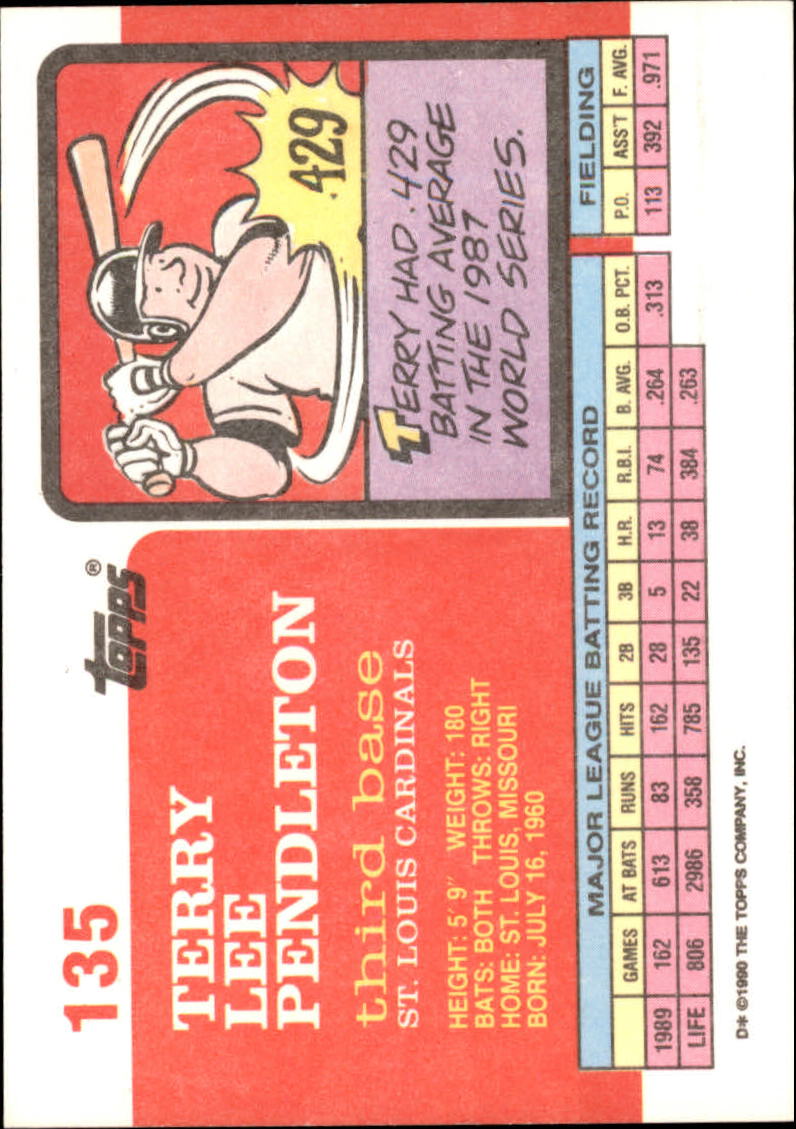 135
Topps®
TERRY
LEE
PENDLETON
third base
ST. LOUIS CARDINALS
HEIGHT: 5' 9" WEIGHT: 180
BATS: BOTH THROWS: RIGHT
HOME: ST. LOUIS, MISSOURI
BORN: JULY 16, 1960
.429
TERRY HAD .429
BATTING AVERAGE
IN THE 1987
WORLD SERIES.
MAJOR LEAGUE BATTING RECORD FIELDING
GAMES AT BATS RUNS HITS 2B 3B H.R. R.B.I. B. AVG. O.B. PCT. P.O. ASS'T F. AVG.
1989 162 613 83 162 28 5 13 74 .264 .313 113 392 .971
LIFE 806 2986 358 785 135 22 38 384 .263
D* ©1990 THE TOPPS COMPANY, INC.